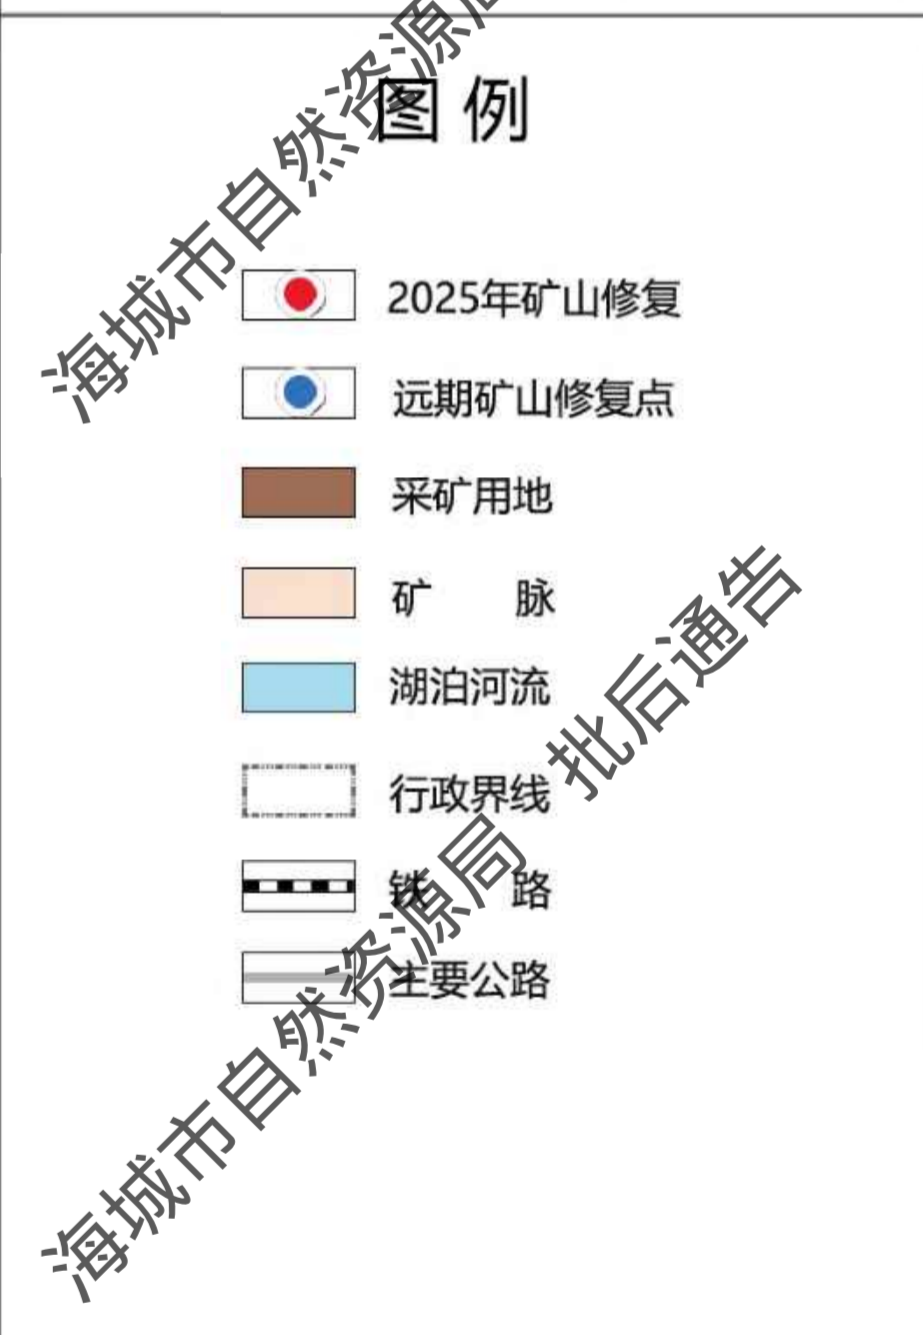 图例
2025年矿山修复
远期矿山修复点
采矿用地
矿 脉
湖泊河流
行政界线
铁 路
主要公路
海城市自然资源局
海城市自然资源局 批后通告